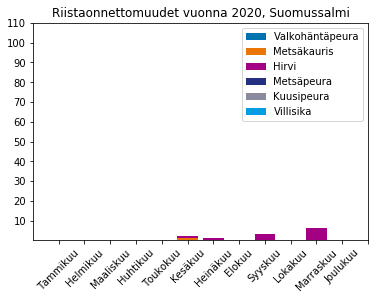 Riistaonnettomuudet vuonna 2020, Suomussalmi
110
100
90
80
70
60
50
40
30
20
10
Valkohäntäpeura
Metsäkauris
Hirvi
Metsäpeura
Kuusipeura
Villisika
Tammikuu
Helmikuu
Maaliskuu
Huhtikuu
Toukokuu
Kesäkuu
Heinäkuu
Elokuu
Syyskuu
Lokakuu
Marraskuu
Joulukuu